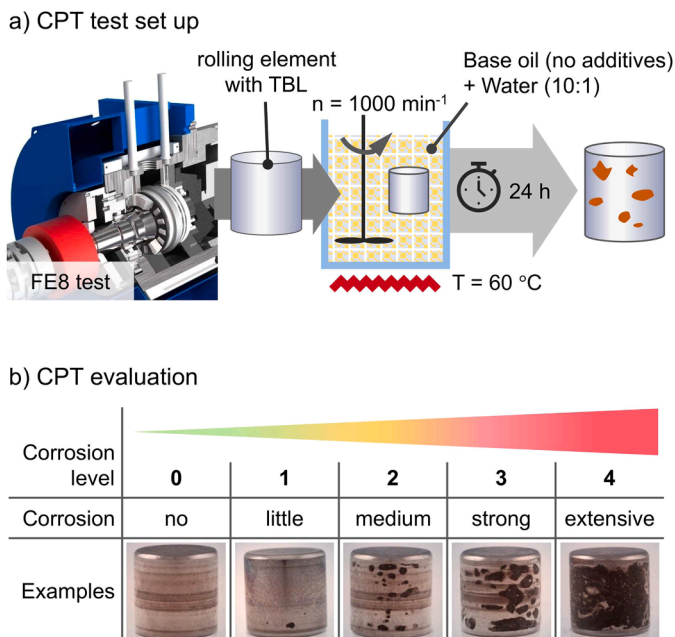 a) CPT test set up
rolling element
with TBL
n = 1000 min⁻¹
Base oil (no additives)
+ Water (10:1)
24 h
FE8 test
T = 60 °C
b) CPT evaluation
Corrosion
level
0 1 2 3 4
Corrosion no little medium strong extensive
Examples